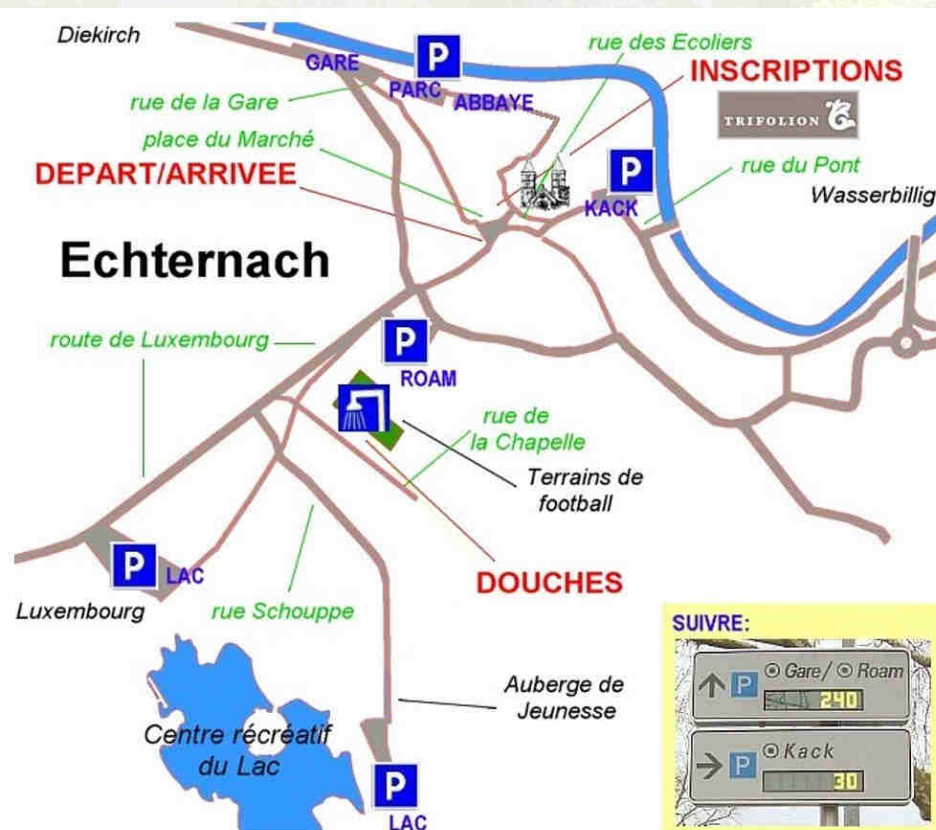 Diekirch
P
rue des Ecoliers
GARE
INSCRIPTIONS
PARC
ABBAYE
rue de la Gare
TRIFOLION
place du Marché
DEPART/ARRIVEE
P
rue du Pont
KACK
Wasserbillig
Echternach
route de Luxembourg
P
ROAM
rue de
la Chapelle
Terrains de
football
P
LAC
DOUCHES
Luxembourg
rue Schouppe
SUIVRE:
P Gare/ Roam
240
P Kack
30
Auberge de
Jeunesse
Centre récréatif
du Lac
P
LAC